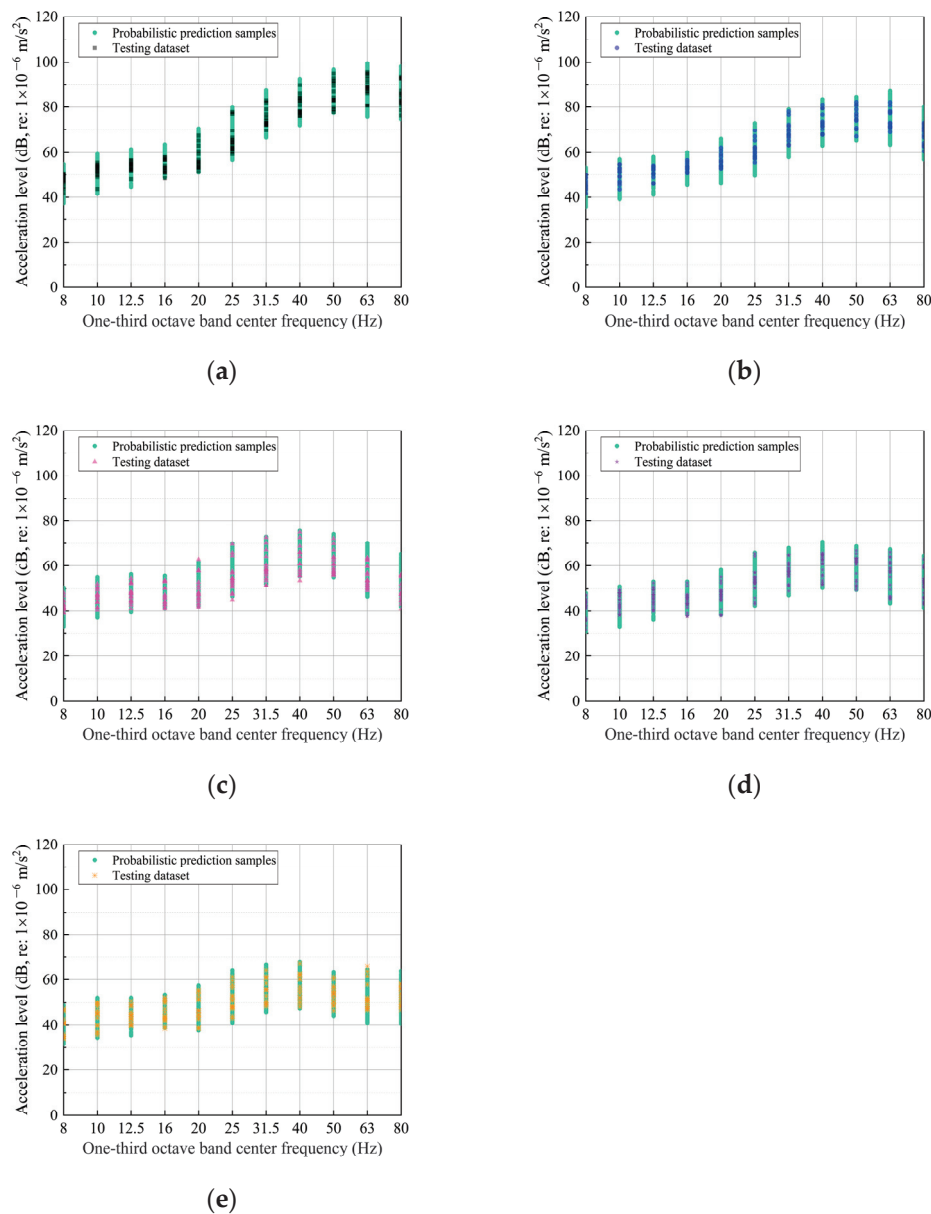 120
100
80
60
40
20
0
Acceleration level (dB, re: 1×10⁻⁶ m/s²)
Probabilistic prediction samples
Testing dataset
8 10 12.5 16 20 25 31.5 40 50 63 80
One-third octave band center frequency (Hz)
(a)
120
100
80
60
40
20
0
Acceleration level (dB, re: 1×10⁻⁶ m/s²)
Probabilistic prediction samples
Testing dataset
8 10 12.5 16 20 25 31.5 40 50 63 80
One-third octave band center frequency (Hz)
(b)
120
100
80
60
40
20
0
Acceleration level (dB, re: 1×10⁻⁶ m/s²)
Probabilistic prediction samples
Testing dataset
8 10 12.5 16 20 25 31.5 40 50 63 80
One-third octave band center frequency (Hz)
(c)
120
100
80
60
40
20
0
Acceleration level (dB, re: 1×10⁻⁶ m/s²)
Probabilistic prediction samples
Testing dataset
8 10 12.5 16 20 25 31.5 40 50 63 80
One-third octave band center frequency (Hz)
(d)
120
100
80
60
40
20
0
Acceleration level (dB, re: 1×10⁻⁶ m/s²)
Probabilistic prediction samples
Testing dataset
8 10 12.5 16 20 25 31.5 40 50 63 80
One-third octave band center frequency (Hz)
(e)